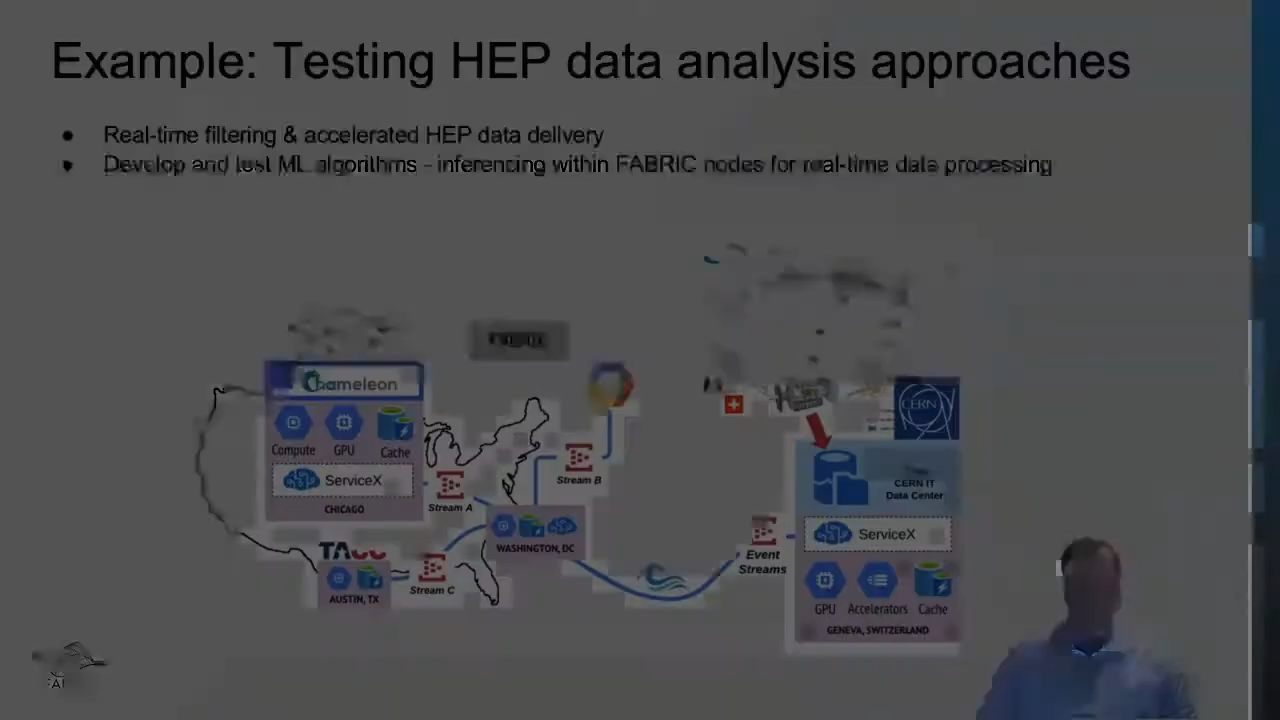 Example: Testing HEP data analysis approaches
Real-time filtering & accelerated HEP data delivery
Develop and test ML algorithms - inferencing within FABRIC nodes for real-time data processing
Chameleon
Compute GPU Cache
ServiceX
CHICAGO
Stream A
Stream B
CERN
CERN IT
Data Center
WASHINGTON, DC
ServiceX
Event
Streams
TACC
AUSTIN, TX
Stream C
GPU Accelerators Cache
GENEVA, SWITZERLAND